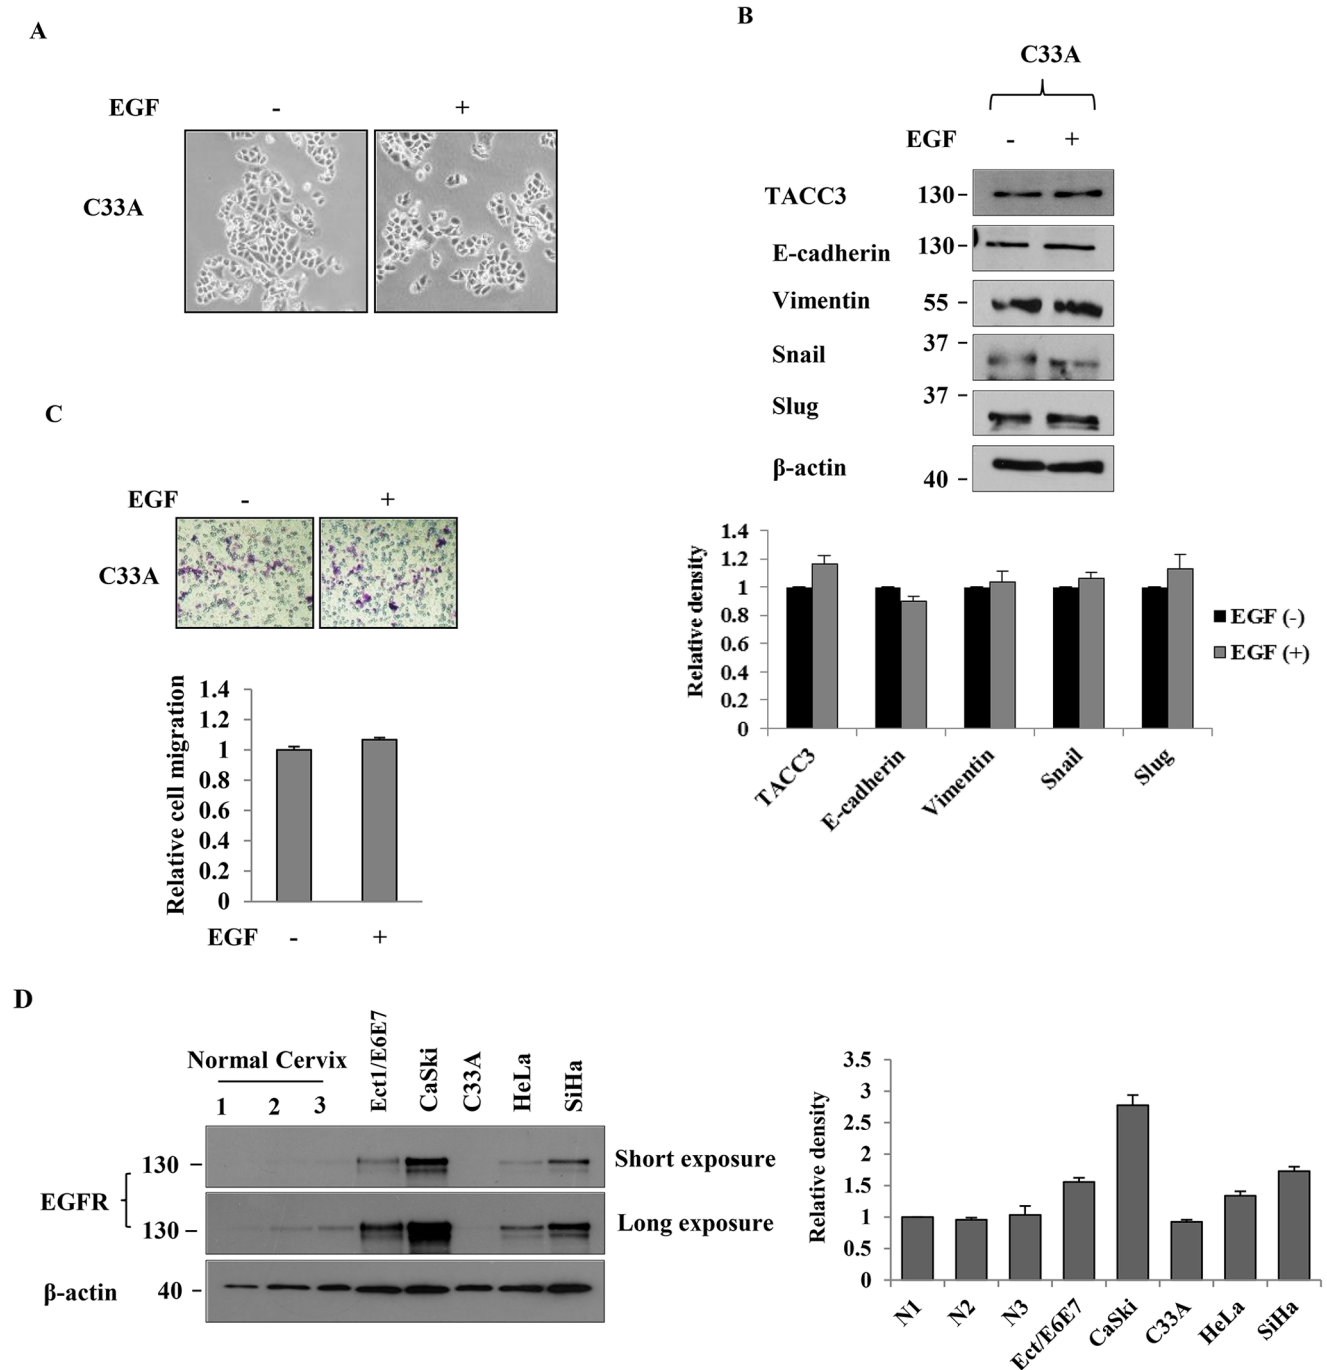 A
EGF - +
C33A
B
C33A
EGF - +
TACC3 130
E-cadherin 130
Vimentin 55
Snail 37
Slug 37
β-actin 40
1.4
1.2
1
0.8
0.6
0.4
0.2
0
Relative density
TACC3
E-cadherin
Vimentin
Snail
Slug
EGF (-)
EGF (+)
C
EGF - +
C33A
1.4
1.2
1
0.8
0.6
0.4
0.2
0
Relative cell migration
EGF - +
D
Normal Cervix
1 2 3
Ect1/E6E7
CaSki
C33A
HeLa
SiHa
130 Short exposure
EGFR
130 Long exposure
β-actin 40
3.5
3
2.5
2
1.5
1
0.5
0
Relative density
N1
N2
N3
Ect/E6E7
CaSki
C33A
HeLa
SiHa